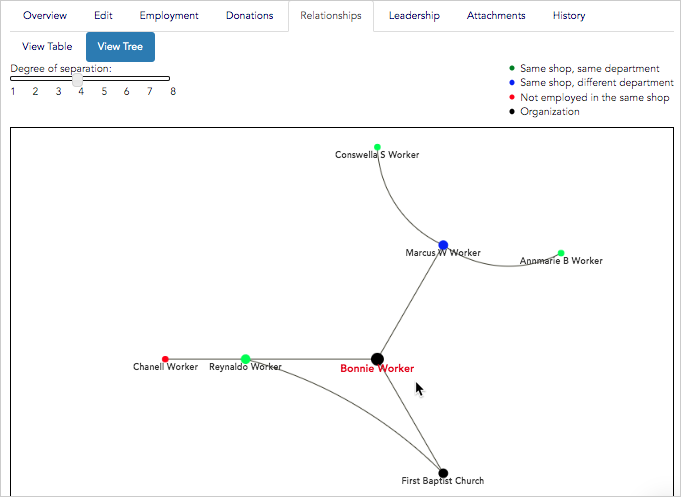 Overview Edit Employment Donations Relationships Leadership Attachments History
View Table View Tree
Degree of separation:
1 2 3 4 5 6 7 8
Same shop, same department
Same shop, different department
Not employed in the same shop
Organization
Conswella S Worker
Marcus W Worker
Annmarie B Worker
Chanell Worker Reynaldo Worker Bonnie Worker
First Baptist Church